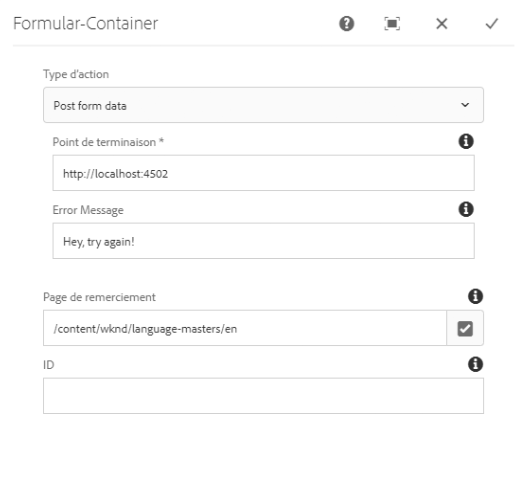 Formular-Container
Type d'action
Post form data
Point de terminaison *
http://localhost:4502
Error Message
Hey, try again!
Page de remerciement
/content/wknd/language-masters/en
ID